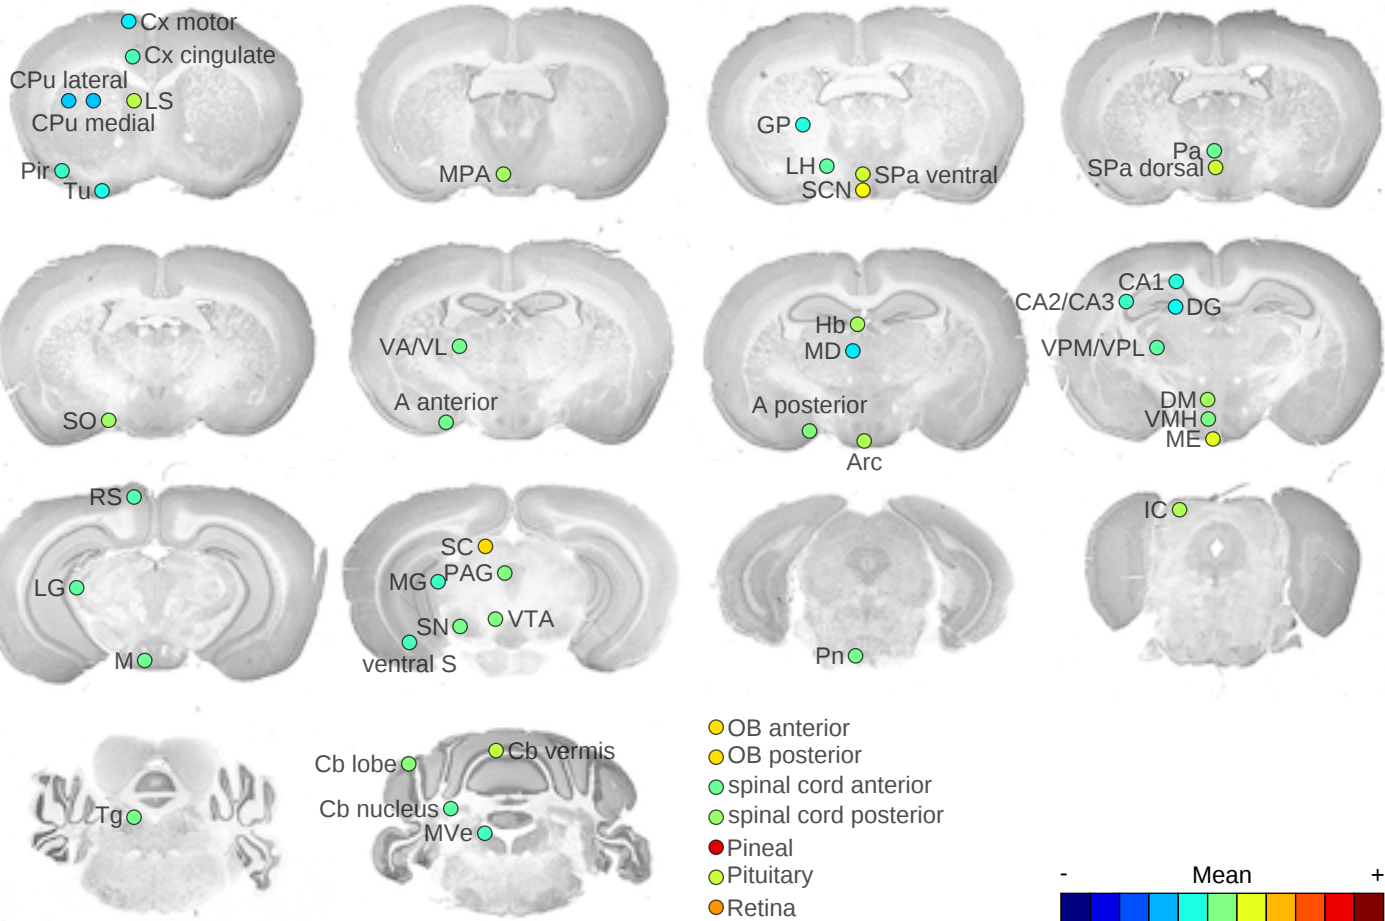 Cx motor
Cx cingulate
CPu lateral
LS
CPu medial
Pir
Tu
MPA
GP
LH
SPa ventral
SCN
Pa
SPa dorsal
SO
VA/VL
A anterior
Hb
MD
A posterior
Arc
CA1
CA2/CA3
DG
VPM/VPL
DM
VMH
ME
RS
LG
M
SC
MG
PAG
SN
VTA
ventral S
Pn
IC
Tg
Cb lobe
Cb vermis
Cb nucleus
MVe
OB anterior
OB posterior
spinal cord anterior
spinal cord posterior
Pineal
Pituitary
Retina
- Mean +